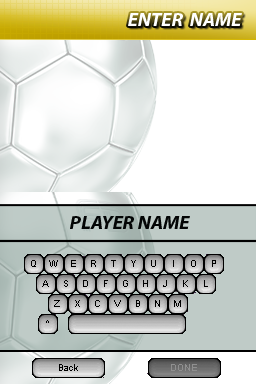 ENTER NAME
PLAYER NAME
Q W E R T Y U I O P
A S D F G H J K L
Z X C V B N M
^
Back DONE